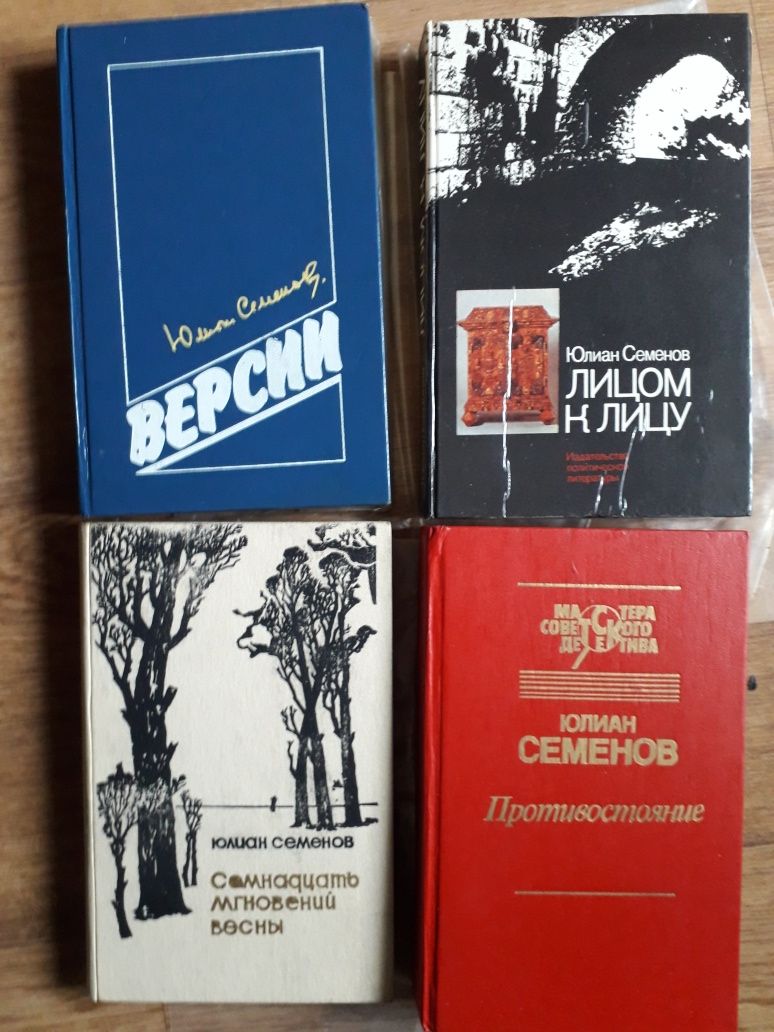 Юлиан Семенов.
ВЕРСИИ
Юлиан Семенов
ЛИЦОМ
К ЛИЦУ
Издательство
политической
литературы
юлиан семенов
Семнадцать
мгновений
весны
МАСТЕРА
СОВЕТСКОГО
ДЕТЕКТИВА
ЮЛИАН
СЕМЕНОВ
Противостояние